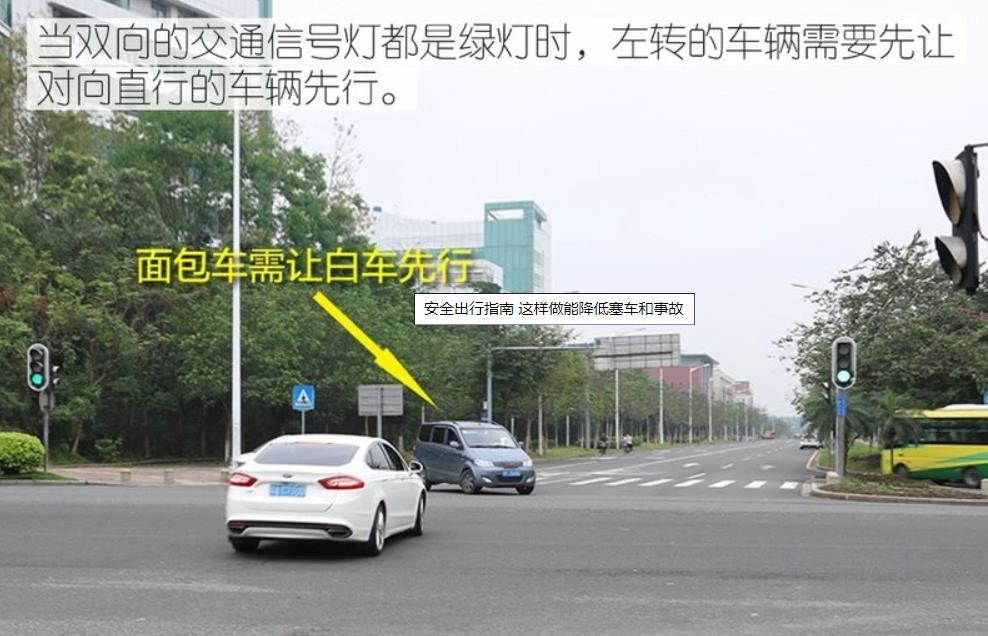 当双向的交通信号灯都是绿灯时，左转的车辆需要先让
对向直行的车辆先行。
面包车需让白车先行
安全出行指南 这样做能降低塞车和事故